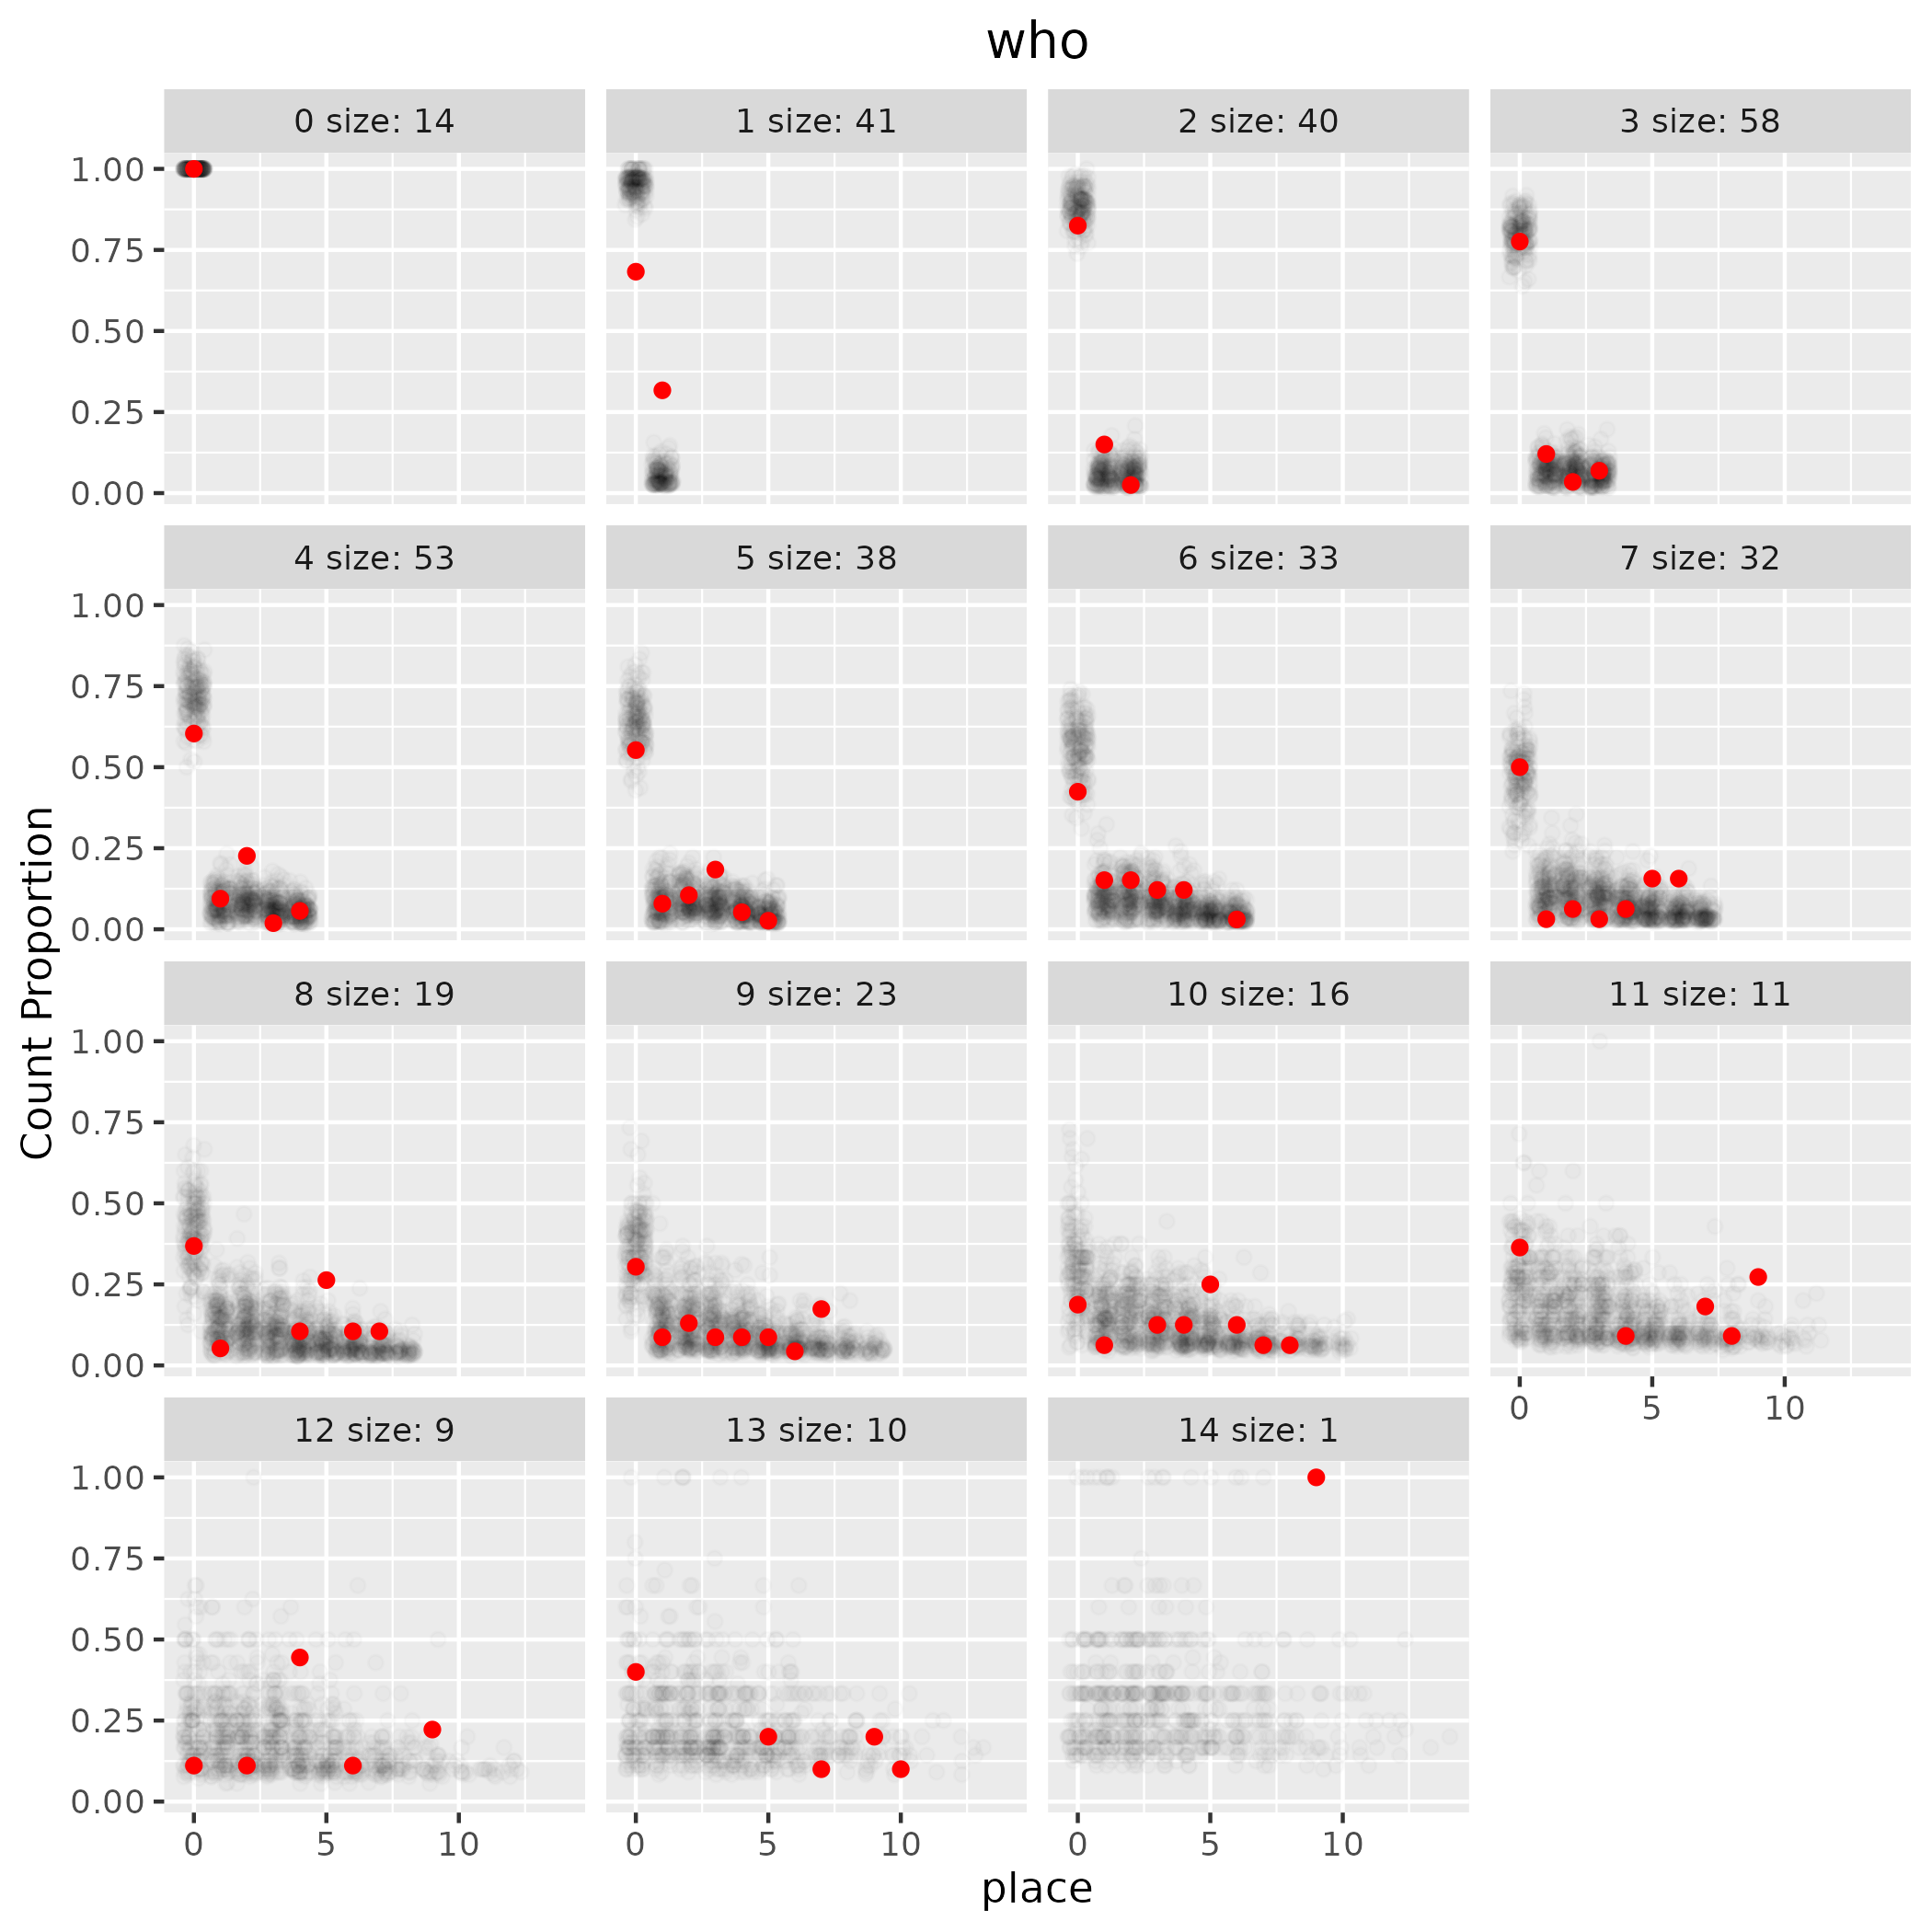 who
0 size: 14
1 size: 41
2 size: 40
3 size: 58
1.00
0.75
0.50
0.25
0.00
4 size: 53
5 size: 38
6 size: 33
7 size: 32
1.00
0.75
0.50
0.25
0.00
8 size: 19
9 size: 23
10 size: 16
11 size: 11
1.00
0.75
0.50
0.25
0.00
0 5 10
12 size: 9
13 size: 10
14 size: 1
1.00
0.75
0.50
0.25
0.00
0 5 10
0 5 10
0 5 10
place
Count Proportion